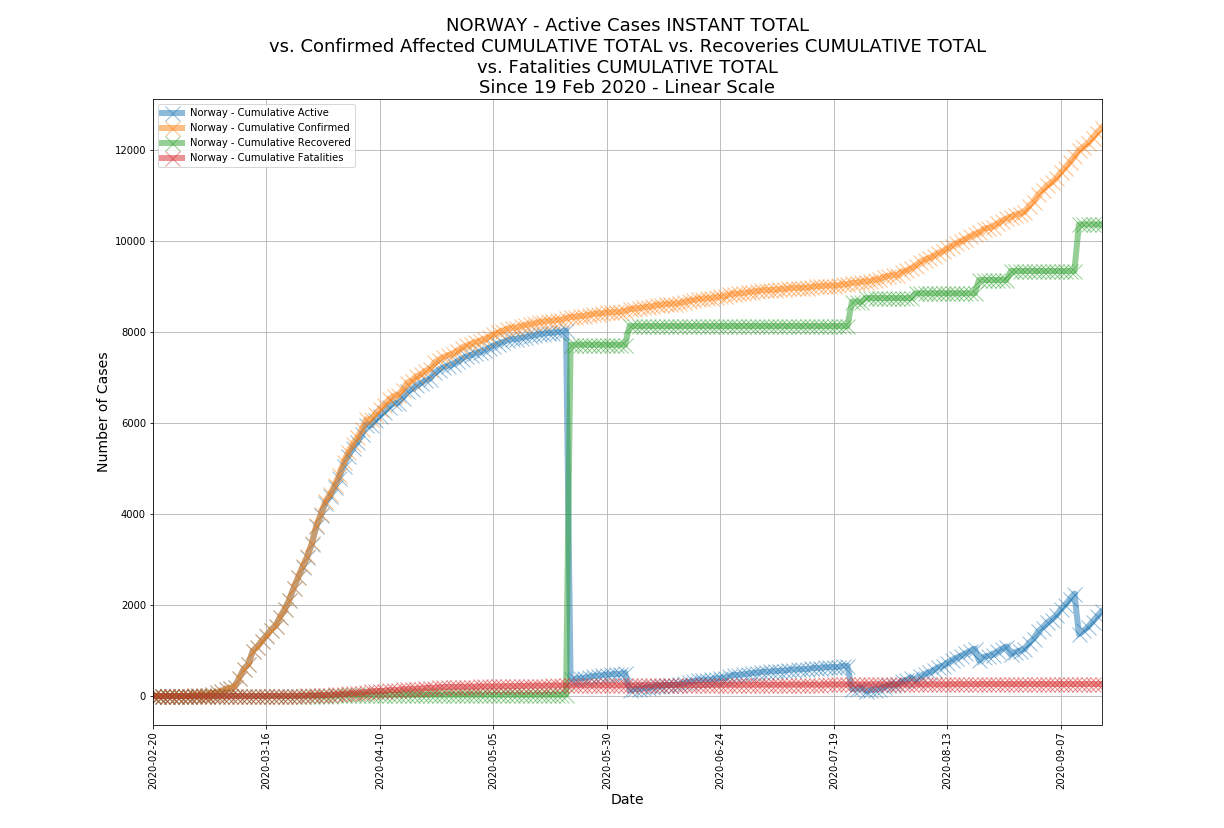 NORWAY - Active Cases INSTANT TOTAL
vs. Confirmed Affected CUMULATIVE TOTAL vs. Recoveries CUMULATIVE TOTAL
vs. Fatalities CUMULATIVE TOTAL
Since 19 Feb 2020 - Linear Scale
Norway - Cumulative Active
Norway - Cumulative Confirmed
Norway - Cumulative Recovered
Norway - Cumulative Fatalities
Number of Cases
12000
10000
8000
6000
4000
2000
0
2020-02-20
2020-03-16
2020-04-10
2020-05-05
2020-05-30
2020-06-24
2020-07-19
2020-08-13
2020-09-07
Date